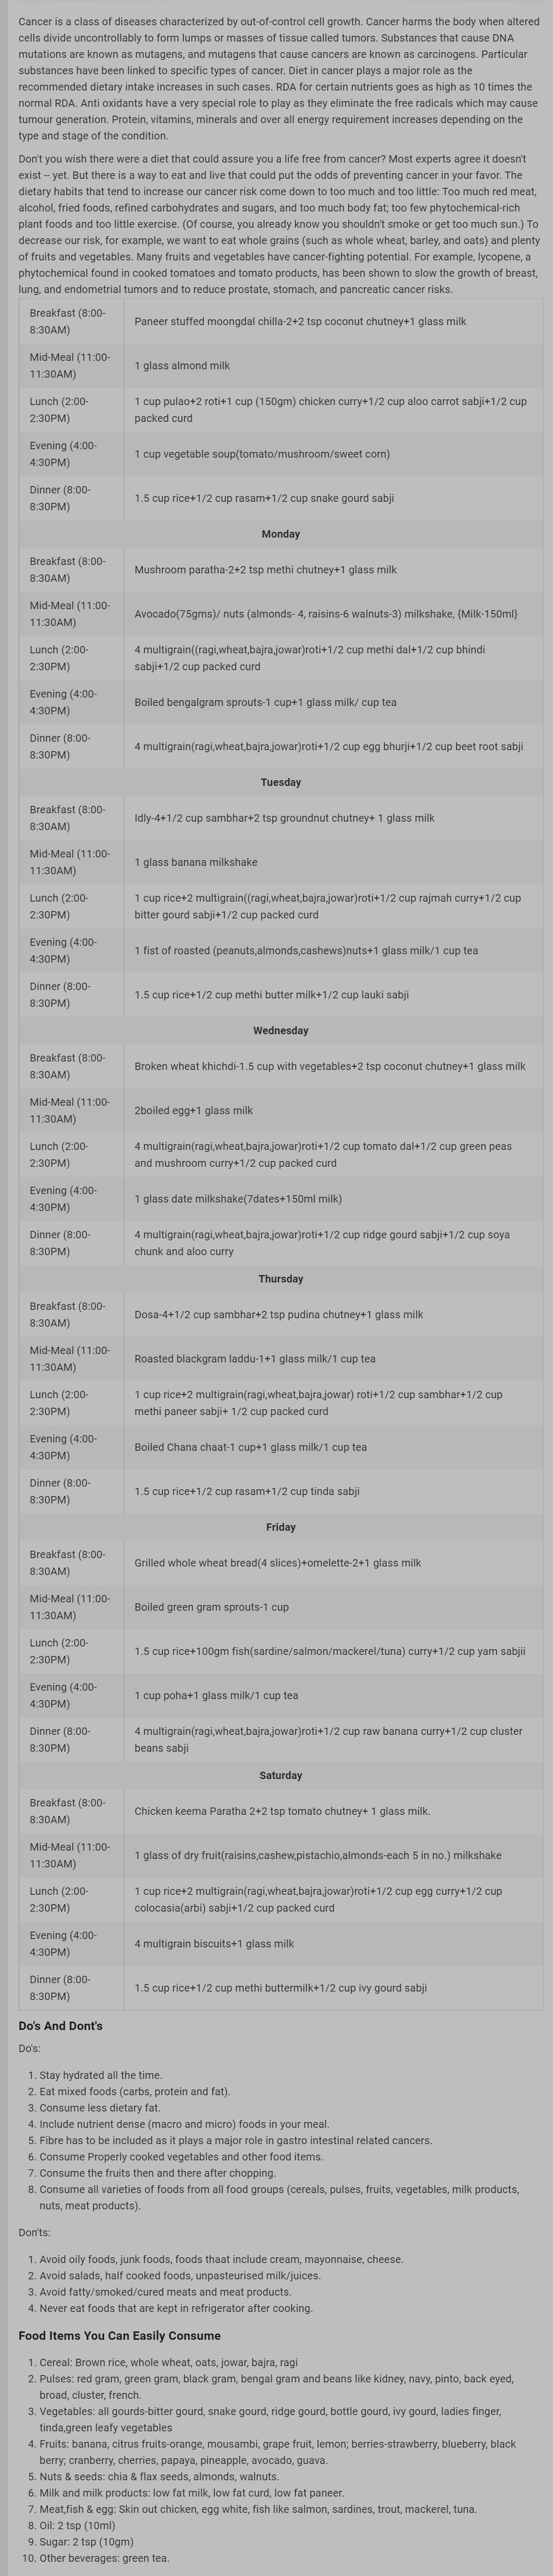 Cancer is a class of diseases characterized by out-of-control cell growth. Cancer harms the body when altered
cells divide uncontrollably to form lumps or masses of tissue called tumors. Substances that cause DNA
mutations are known as mutagens, and mutagens that cause cancers are known as carcinogens. Particular
substances have been linked to specific types of cancer. Diet in cancer plays a major role as the
recommended dietary intake increases in such cases. RDA for certain nutrients goes as high as 10 times the
normal RDA. Anti oxidants have a very special role to play as they eliminate the free radicals which may cause
tumour generation. Protein, vitamins, minerals and over all energy requirement increases depending on the
type and stage of the condition.
Don't you wish there were a diet that could assure you a life free from cancer? Most experts agree it doesn't
exist -- yet. But there is a way to eat and live that could put the odds of preventing cancer in your favor. The
dietary habits that tend to increase our cancer risk come down to too much and too little: Too much red meat,
alcohol, fried foods, refined carbohydrates and sugars, and too much body fat; too few phytochemical-rich
plant foods and too little exercise. (Of course, you already know you shouldn't smoke or get too much sun.) To
decrease our risk, for example, we want to eat whole grains (such as whole wheat, barley, and oats) and plenty
of fruits and vegetables. Many fruits and vegetables have cancer-fighting potential. For example, lycopene, a
phytochemical found in cooked tomatoes and tomato products, has been shown to slow the growth of breast,
lung, and endometrial tumors and to reduce prostate, stomach, and pancreatic cancer risks.
Breakfast (8:00-
8:30AM)
Paneer stuffed moongdal chilla-2+2 tsp coconut chutney+1 glass milk
Mid-Meal (11:00-
11:30AM)
1 glass almond milk
Lunch (2:00-
2:30PM)
1 cup pulao+2 roti+1 cup (150gm) chicken curry+1/2 cup aloo carrot sabji+1/2 cup
packed curd
Evening (4:00-
4:30PM)
1 cup vegetable soup(tomato/mushroom/sweet corn)
Dinner (8:00-
8:30PM)
1.5 cup rice+1/2 cup rasam+1/2 cup snake gourd sabji
Monday
Breakfast (8:00-
8:30AM)
Mushroom paratha-2+2 tsp methi chutney+1 glass milk
Mid-Meal (11:00-
11:30AM)
Avocado(75gms)/ nuts (almonds- 4, raisins-6 walnuts-3) milkshake, {Milk-150ml}
Lunch (2:00-
2:30PM)
4 multigrain((ragi,wheat,bajra,jowar)roti+1/2 cup methi dal+1/2 cup bhindi
sabji+1/2 cup packed curd
Evening (4:00-
4:30PM)
Boiled bengalgram sprouts-1 cup+1 glass milk/ cup tea
Dinner (8:00-
8:30PM)
4 multigrain(ragi,wheat,bajra,jowar)roti+1/2 cup egg bhurji+1/2 cup beet root sabji
Tuesday
Breakfast (8:00-
8:30AM)
Idly-4+1/2 cup sambhar+2 tsp groundnut chutney+ 1 glass milk
Mid-Meal (11:00-
11:30AM)
1 glass banana milkshake
Lunch (2:00-
2:30PM)
1 cup rice+2 multigrain((ragi,wheat,bajra,jowar)roti+1/2 cup rajmah curry+1/2 cup
bitter gourd sabji+1/2 cup packed curd
Evening (4:00-
4:30PM)
1 fist of roasted (peanuts,almonds,cashews)nuts+1 glass milk/1 cup tea
Dinner (8:00-
8:30PM)
1.5 cup rice+1/2 cup methi butter milk+1/2 cup lauki sabji
Wednesday
Breakfast (8:00-
8:30AM)
Broken wheat khichdi-1.5 cup with vegetables+2 tsp coconut chutney+1 glass milk
Mid-Meal (11:00-
11:30AM)
2boiled egg+1 glass milk
Lunch (2:00-
2:30PM)
4 multigrain(ragi,wheat,bajra,jowar)roti+1/2 cup tomato dal+1/2 cup green peas
and mushroom curry+1/2 cup packed curd
Evening (4:00-
4:30PM)
1 glass date milkshake(7dates+150ml milk)
Dinner (8:00-
8:30PM)
4 multigrain(ragi,wheat,bajra,jowar)roti+1/2 cup ridge gourd sabji+1/2 cup soya
chunk and aloo curry
Thursday
Breakfast (8:00-
8:30AM)
Dosa-4+1/2 cup sambhar+2 tsp pudina chutney+1 glass milk
Mid-Meal (11:00-
11:30AM)
Roasted blackgram laddu-1+1 glass milk/1 cup tea
Lunch (2:00-
2:30PM)
1 cup rice+2 multigrain(ragi,wheat,bajra,jowar) roti+1/2 cup sambhar+1/2 cup
methi paneer sabji+ 1/2 cup packed curd
Evening (4:00-
4:30PM)
Boiled Chana chaat-1 cup+1 glass milk/1 cup tea
Dinner (8:00-
8:30PM)
1.5 cup rice+1/2 cup rasam+1/2 cup tinda sabji
Friday
Breakfast (8:00-
8:30AM)
Grilled whole wheat bread(4 slices)+omelette-2+1 glass milk
Mid-Meal (11:00-
11:30AM)
Boiled green gram sprouts-1 cup
Lunch (2:00-
2:30PM)
1.5 cup rice+100gm fish(sardine/salmon/mackerel/tuna) curry+1/2 cup yam sabjii
Evening (4:00-
4:30PM)
1 cup poha+1 glass milk/1 cup tea
Dinner (8:00-
8:30PM)
4 multigrain(ragi,wheat,bajra,jowar)roti+1/2 cup raw banana curry+1/2 cup cluster
beans sabji
Saturday
Breakfast (8:00-
8:30AM)
Chicken keema Paratha 2+2 tsp tomato chutney+ 1 glass milk.
Mid-Meal (11:00-
11:30AM)
1 glass of dry fruit(raisins,cashew,pistachio,almonds-each 5 in no.) milkshake
Lunch (2:00-
2:30PM)
1 cup rice+2 multigrain(ragi,wheat,bajra,jowar)roti+1/2 cup egg curry+1/2 cup
colocasia(arbi) sabji+1/2 cup packed curd
Evening (4:00-
4:30PM)
4 multigrain biscuits+1 glass milk
Dinner (8:00-
8:30PM)
1.5 cup rice+1/2 cup methi buttermilk+1/2 cup ivy gourd sabji
Do's And Dont's
Do's:
1. Stay hydrated all the time.
2. Eat mixed foods (carbs, protein and fat).
3. Consume less dietary fat.
4. Include nutrient dense (macro and micro) foods in your meal.
5. Fibre has to be included as it plays a major role in gastro intestinal related cancers.
6. Consume Properly cooked vegetables and other food items.
7. Consume the fruits then and there after chopping.
8. Consume all varieties of foods from all food groups (cereals, pulses, fruits, vegetables, milk products,
nuts, meat products).
Don'ts:
1. Avoid oily foods, junk foods, foods thaat include cream, mayonnaise, cheese.
2. Avoid salads, half cooked foods, unpasteurised milk/juices.
3. Avoid fatty/smoked/cured meats and meat products.
4. Never eat foods that are kept in refrigerator after cooking.
Food Items You Can Easily Consume
1. Cereal: Brown rice, whole wheat, oats, jowar, bajra, ragi
2. Pulses: red gram, green gram, black gram, bengal gram and beans like kidney, navy, pinto, back eyed,
broad, cluster, french.
3. Vegetables: all gourds-bitter gourd, snake gourd, ridge gourd, bottle gourd, ivy gourd, ladies finger,
tinda,green leafy vegetables
4. Fruits: banana, citrus fruits-orange, mousambi, grape fruit, lemon; berries-strawberry, blueberry, black
berry; cranberry, cherries, papaya, pineapple, avocado, guava.
5. Nuts & seeds: chia & flax seeds, almonds, walnuts.
6. Milk and milk products: low fat milk, low fat curd, low fat paneer.
7. Meat,fish & egg: Skin out chicken, egg white, fish like salmon, sardines, trout, mackerel, tuna.
8. Oil: 2 tsp (10ml)
9. Sugar: 2 tsp (10gm)
10. Other beverages: green tea.